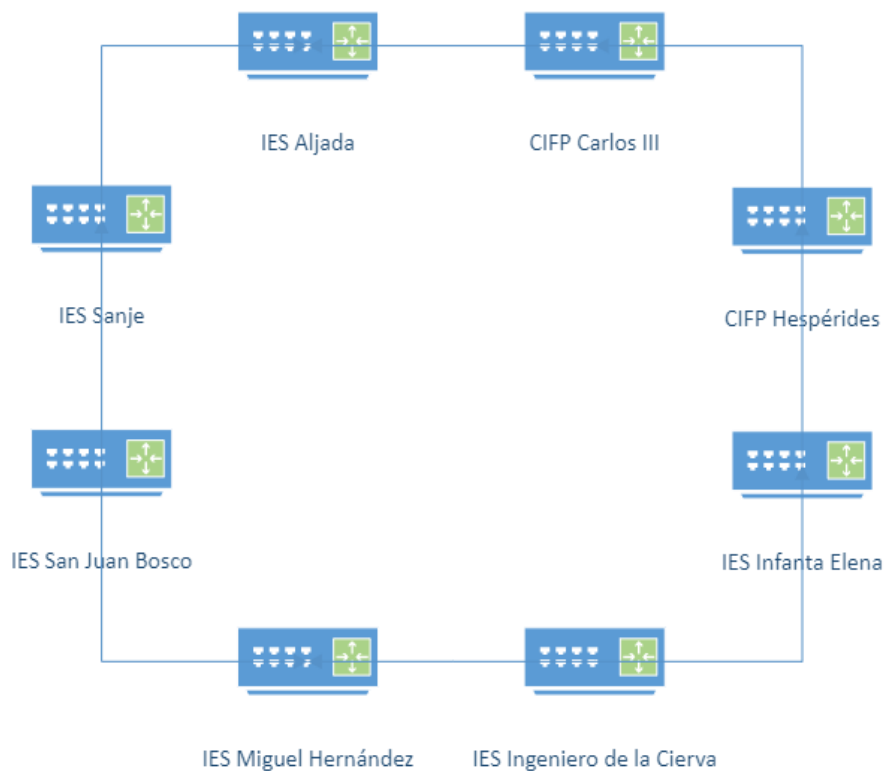 IES Aljada
CIFP Carlos III
IES Sanje
CIFP Hespérides
IES San Juan Bosco
IES Infanta Elena
IES Miguel Hernández
IES Ingeniero de la Cierva